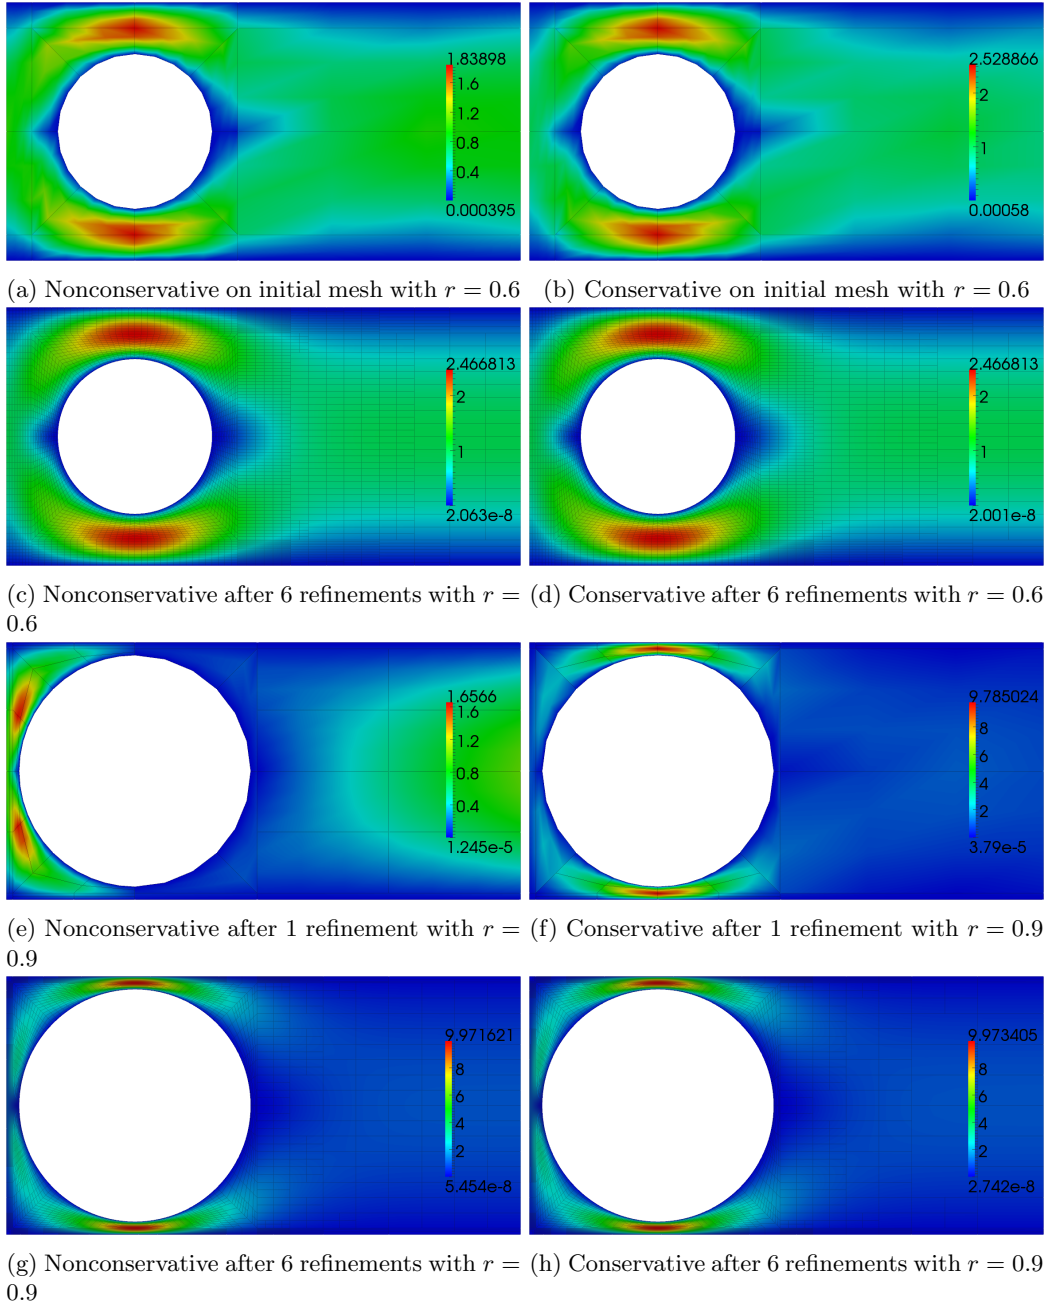 1.83898
1.6
1.2
0.8
0.4
0.000395
2.528866
2
1
0.00058
(a) Nonconservative on initial mesh with r = 0.6
(b) Conservative on initial mesh with r = 0.6
2.466813
2
1
2.063e-8
2.466813
2
1
2.001e-8
(c) Nonconservative after 6 refinements with r =
0.6
(d) Conservative after 6 refinements with r = 0.6
1.6566
1.6
1.2
0.8
0.4
1.245e-5
9.785024
8
6
4
2
3.79e-5
(e) Nonconservative after 1 refinement with r =
0.9
(f) Conservative after 1 refinement with r = 0.9
9.971621
8
6
4
2
5.454e-8
9.973405
8
6
4
2
2.742e-8
(g) Nonconservative after 6 refinements with r =
0.9
(h) Conservative after 6 refinements with r = 0.9